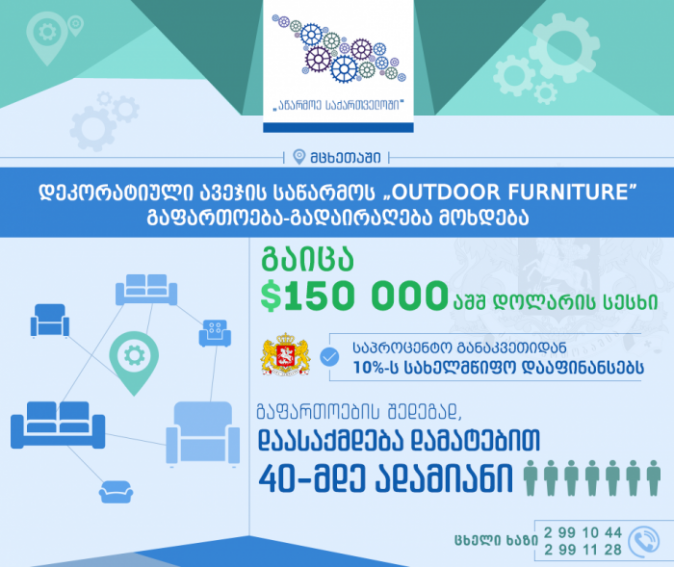 „აწარმოე საქართველოში"
მცხეთაში
დეკორატიული ავეჯის საწარმოს „OUTDOOR FURNITURE”
გაფართოება-გადაიარაღება მოხდება
გაიცა
$150 000 აშშ დოლარის სესხი
საპროცენტო განაკვეთიდან
10%-ს სახელმწიფო დააფინანსებს
გაფართოების შედეგად,
დასაქმდება დამატებით
40-მდე ადამიანი
ცხელი ხაზი 2 99 10 44
2 99 11 28